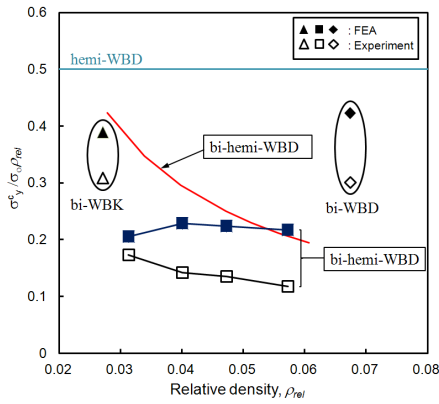 0.6
▲ ■ ◆ : FEA
△ □ ◇ : Experiment
hemi-WBD
0.5
0.4
bi-hemi-WBD
0.3
bi-WBK
bi-WBD
0.2
bi-hemi-WBD
0.1
0
0.02 0.03 0.04 0.05 0.06 0.07 0.08
Relative density, ρrel
σcy/σoρrel